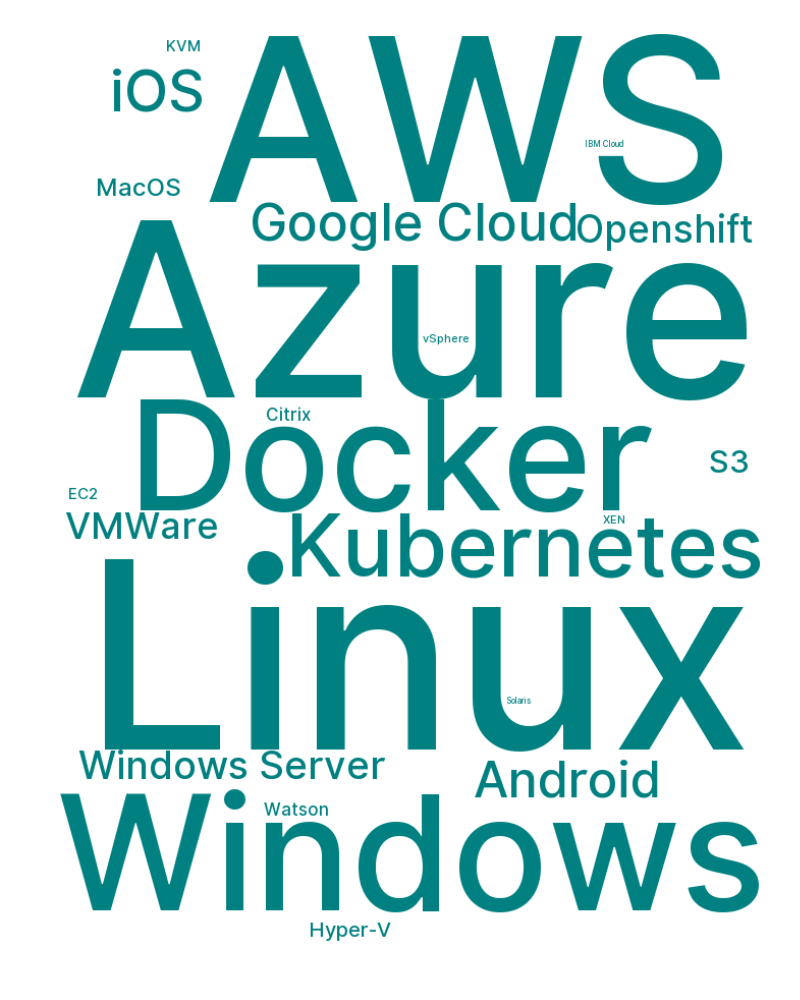 KVM
iOS
AWS
IBM Cloud
MacOS
Google Cloud
Openshift
Azure
vSphere
Docker
Citrix
S3
EC2
VMWare
Kubernetes
XEN
Linux
Solaris
Windows Server
Android
Windows
Watson
Hyper-V